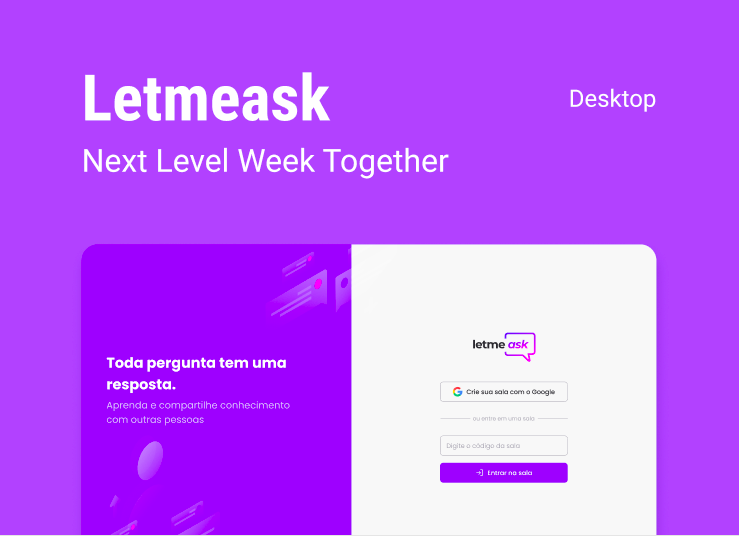 Letmeask
Desktop
Next Level Week Together
Toda pergunta tem uma
resposta.
Aprenda e compartilhe conhecimento
com outras pessoas
letme ask
Crie sua sala com o Google
ou entre em uma sala
Digite o código da sala
Entrar na sala